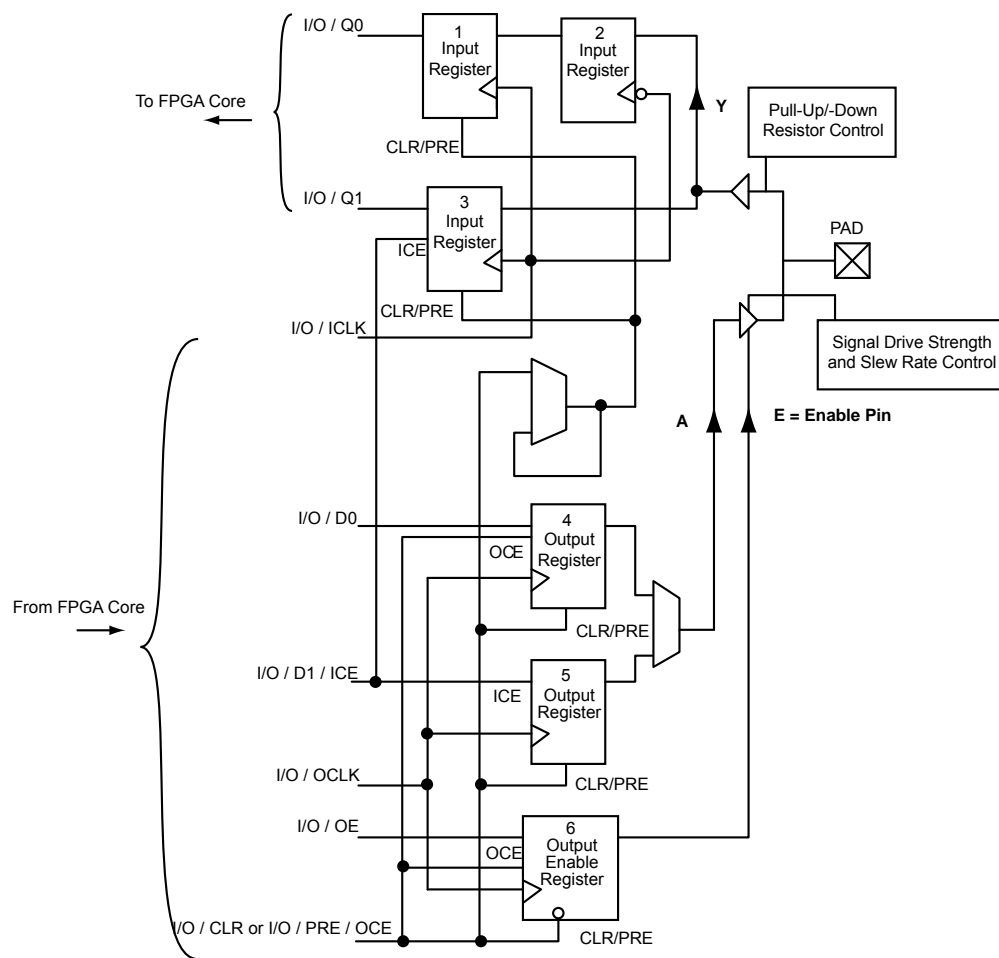 I/O / Q0
1
Input
Register
2
Input
Register
To FPGA Core
Y
Pull-Up/-Down
Resistor Control
CLR/PRE
I/O / Q1
3
Input
Register
ICE
PAD
CLR/PRE
I/O / ICLK
Signal Drive Strength
and Slew Rate Control
A
E = Enable Pin
I/O / D0
4
Output
Register
OCE
From FPGA Core
CLR/PRE
I/O / D1 / ICE
5
Output
Register
ICE
I/O / OCLK
CLR/PRE
I/O / OE
6
Output
Enable
Register
OCE
I/O / CLR or I/O / PRE / OCE
CLR/PRE